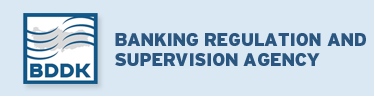 BDDK
BANKING REGULATION AND
SUPERVISION AGENCY